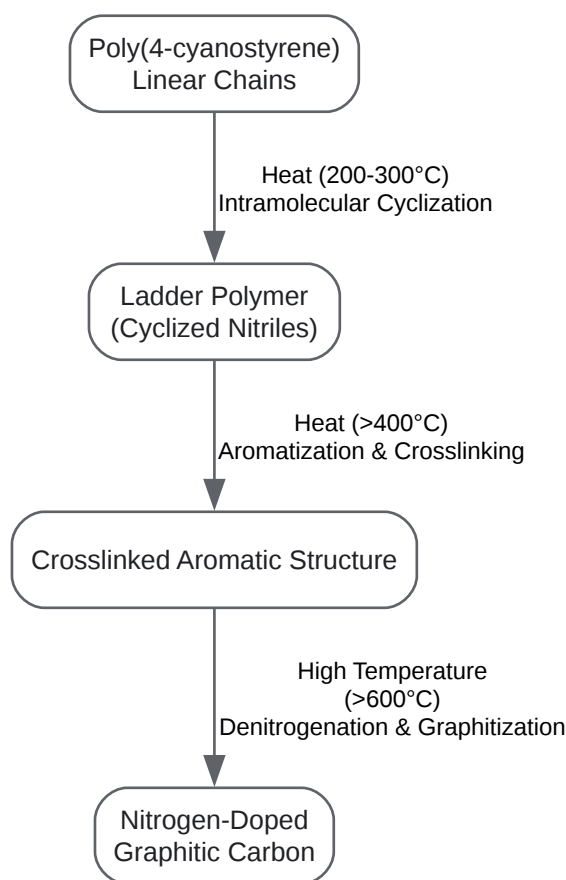 Poly(4-cyanostyrene)
Linear Chains
Heat (200-300°C)
Intramolecular Cyclization
Ladder Polymer
(Cyclized Nitriles)
Heat (>400°C)
Aromatization & Crosslinking
Crosslinked Aromatic Structure
High Temperature
(>600°C)
Denitrogenation & Graphitization
Nitrogen-Doped
Graphitic Carbon